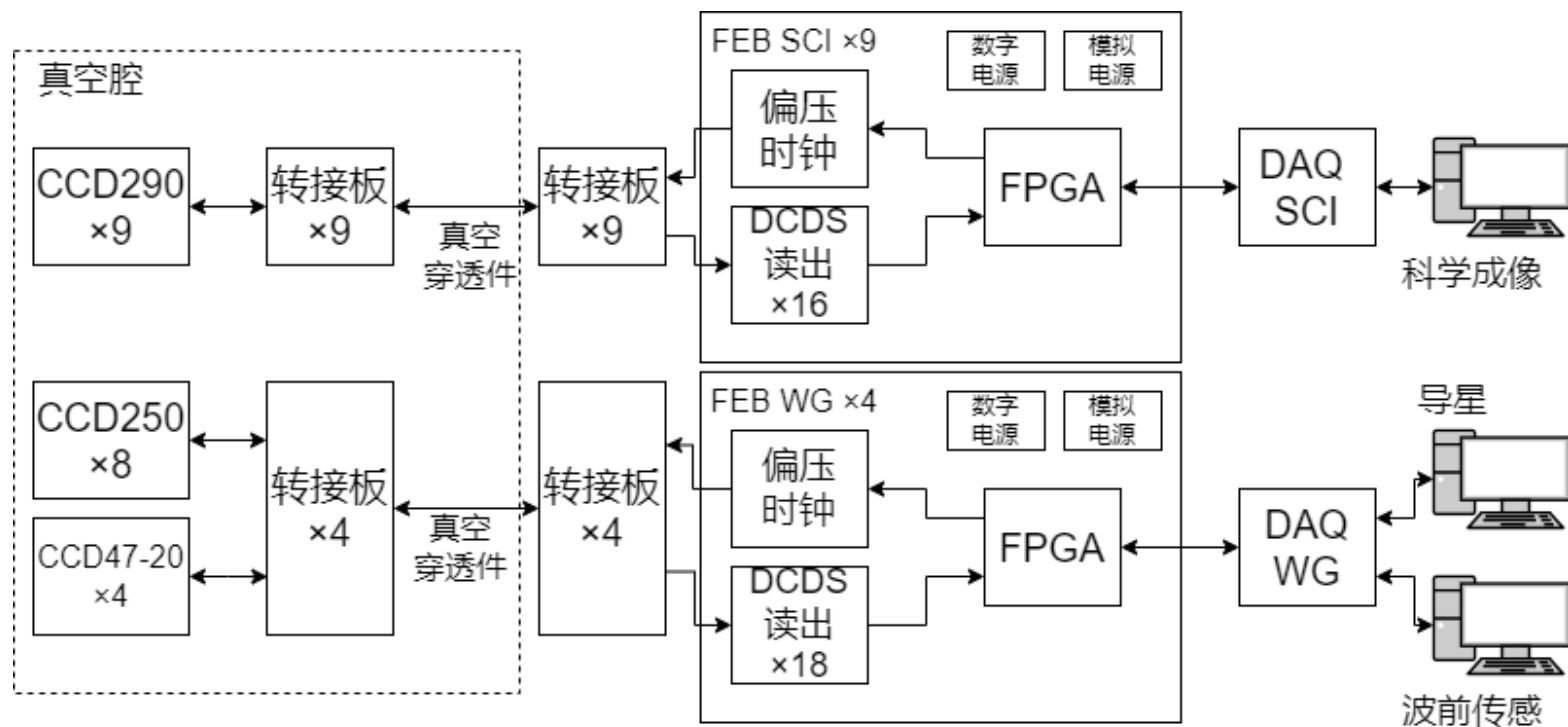 真空腔
CCD290
×9
转接板
×9
真空
穿透件
转接板
×9
FEB SCI ×9
数字
电源
模拟
电源
偏压
时钟
DCDS
读出
×16
FPGA
DAQ
SCI
科学成像
CCD250
×8
CCD47-20
×4
转接板
×4
真空
穿透件
转接板
×4
FEB WG ×4
数字
电源
模拟
电源
偏压
时钟
DCDS
读出
×18
FPGA
DAQ
WG
导星
波前传感